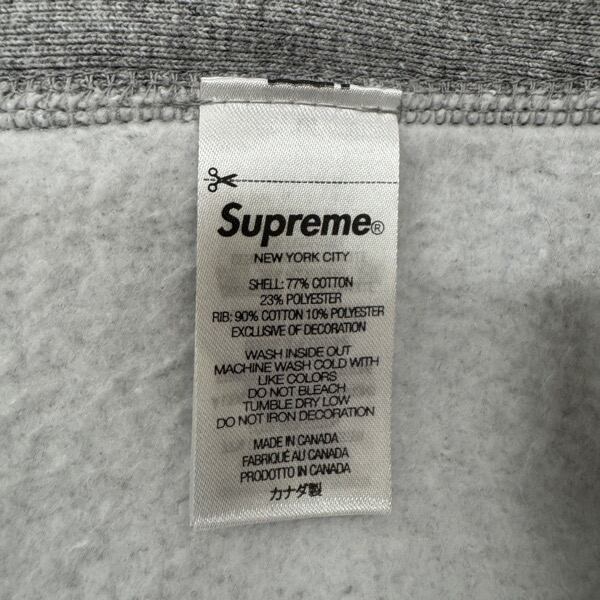 Supreme®
NEW YORK CITY
SHELL: 77% COTTON
23% POLYESTER
RIB: 90% COTTON 10% POLYESTER
EXCLUSIVE OF DECORATION
WASH INSIDE OUT
MACHINE WASH COLD WITH
LIKE COLORS
DO NOT BLEACH
TUMBLE DRY LOW
DO NOT IRON DECORATION
MADE IN CANADA
FABRIQUÉ AU CANADA
PRODOTTO IN CANADA
カナダ製